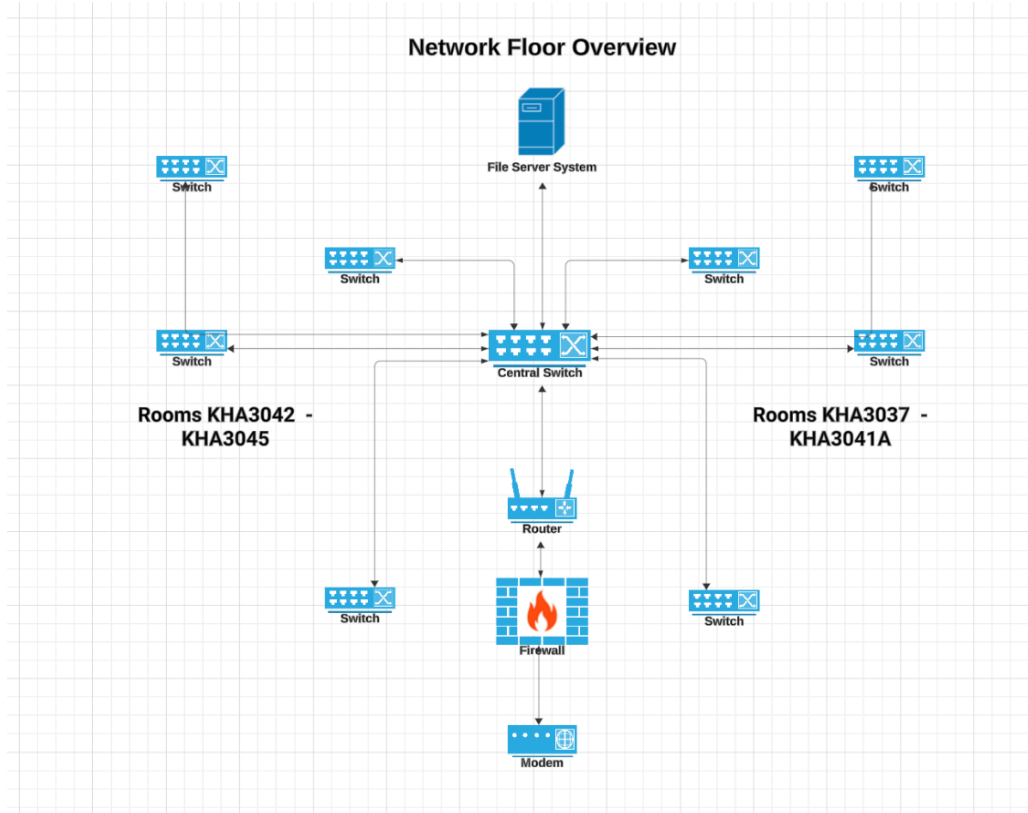 Network Floor Overview
File Server System
Switch
Switch
Switch
Switch
Switch
Central Switch
Switch
Rooms KHA3042 -
KHA3045
Rooms KHA3037 -
KHA3041A
Router
Switch
Switch
Firewall
Modem